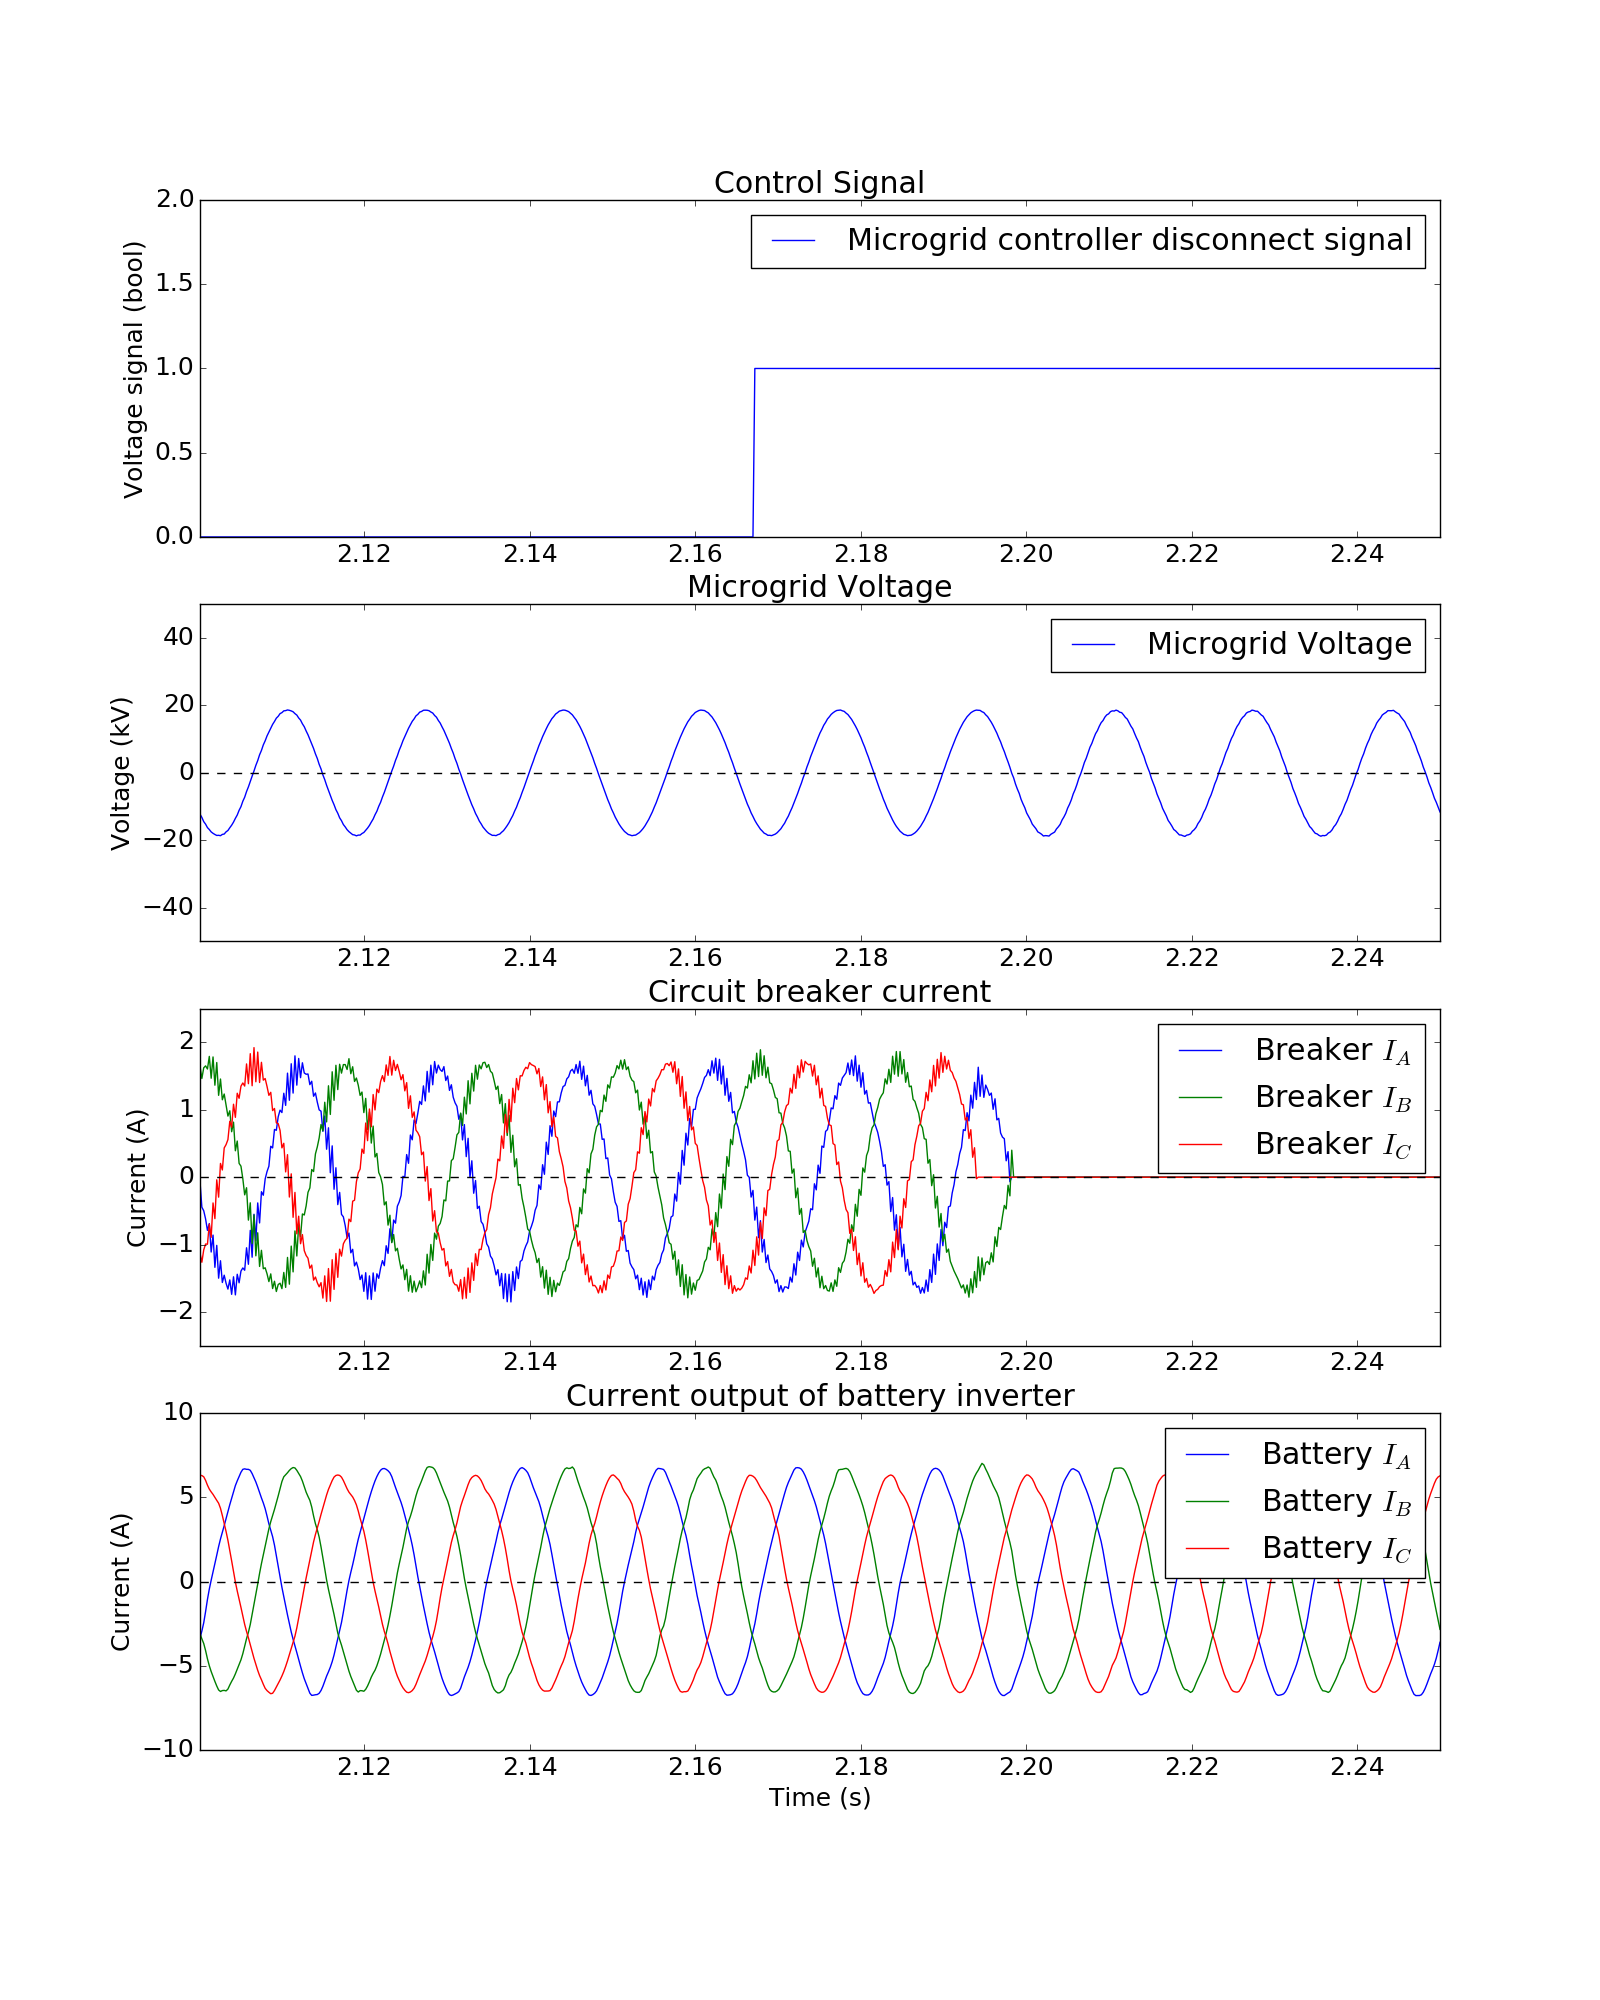 Control Signal
2.0
1.5
1.0
0.5
0.0
Voltage signal (bool)
Microgrid controller disconnect signal
2.12 2.14 2.16 2.18 2.20 2.22 2.24
Microgrid Voltage
40
20
0
−20
−40
Voltage (kV)
Microgrid Voltage
2.12 2.14 2.16 2.18 2.20 2.22 2.24
Circuit breaker current
2
1
0
−1
−2
Current (A)
Breaker I_A
Breaker I_B
Breaker I_C
2.12 2.14 2.16 2.18 2.20 2.22 2.24
Current output of battery inverter
10
5
0
−5
−10
Current (A)
Battery I_A
Battery I_B
Battery I_C
2.12 2.14 2.16 2.18 2.20 2.22 2.24
Time (s)